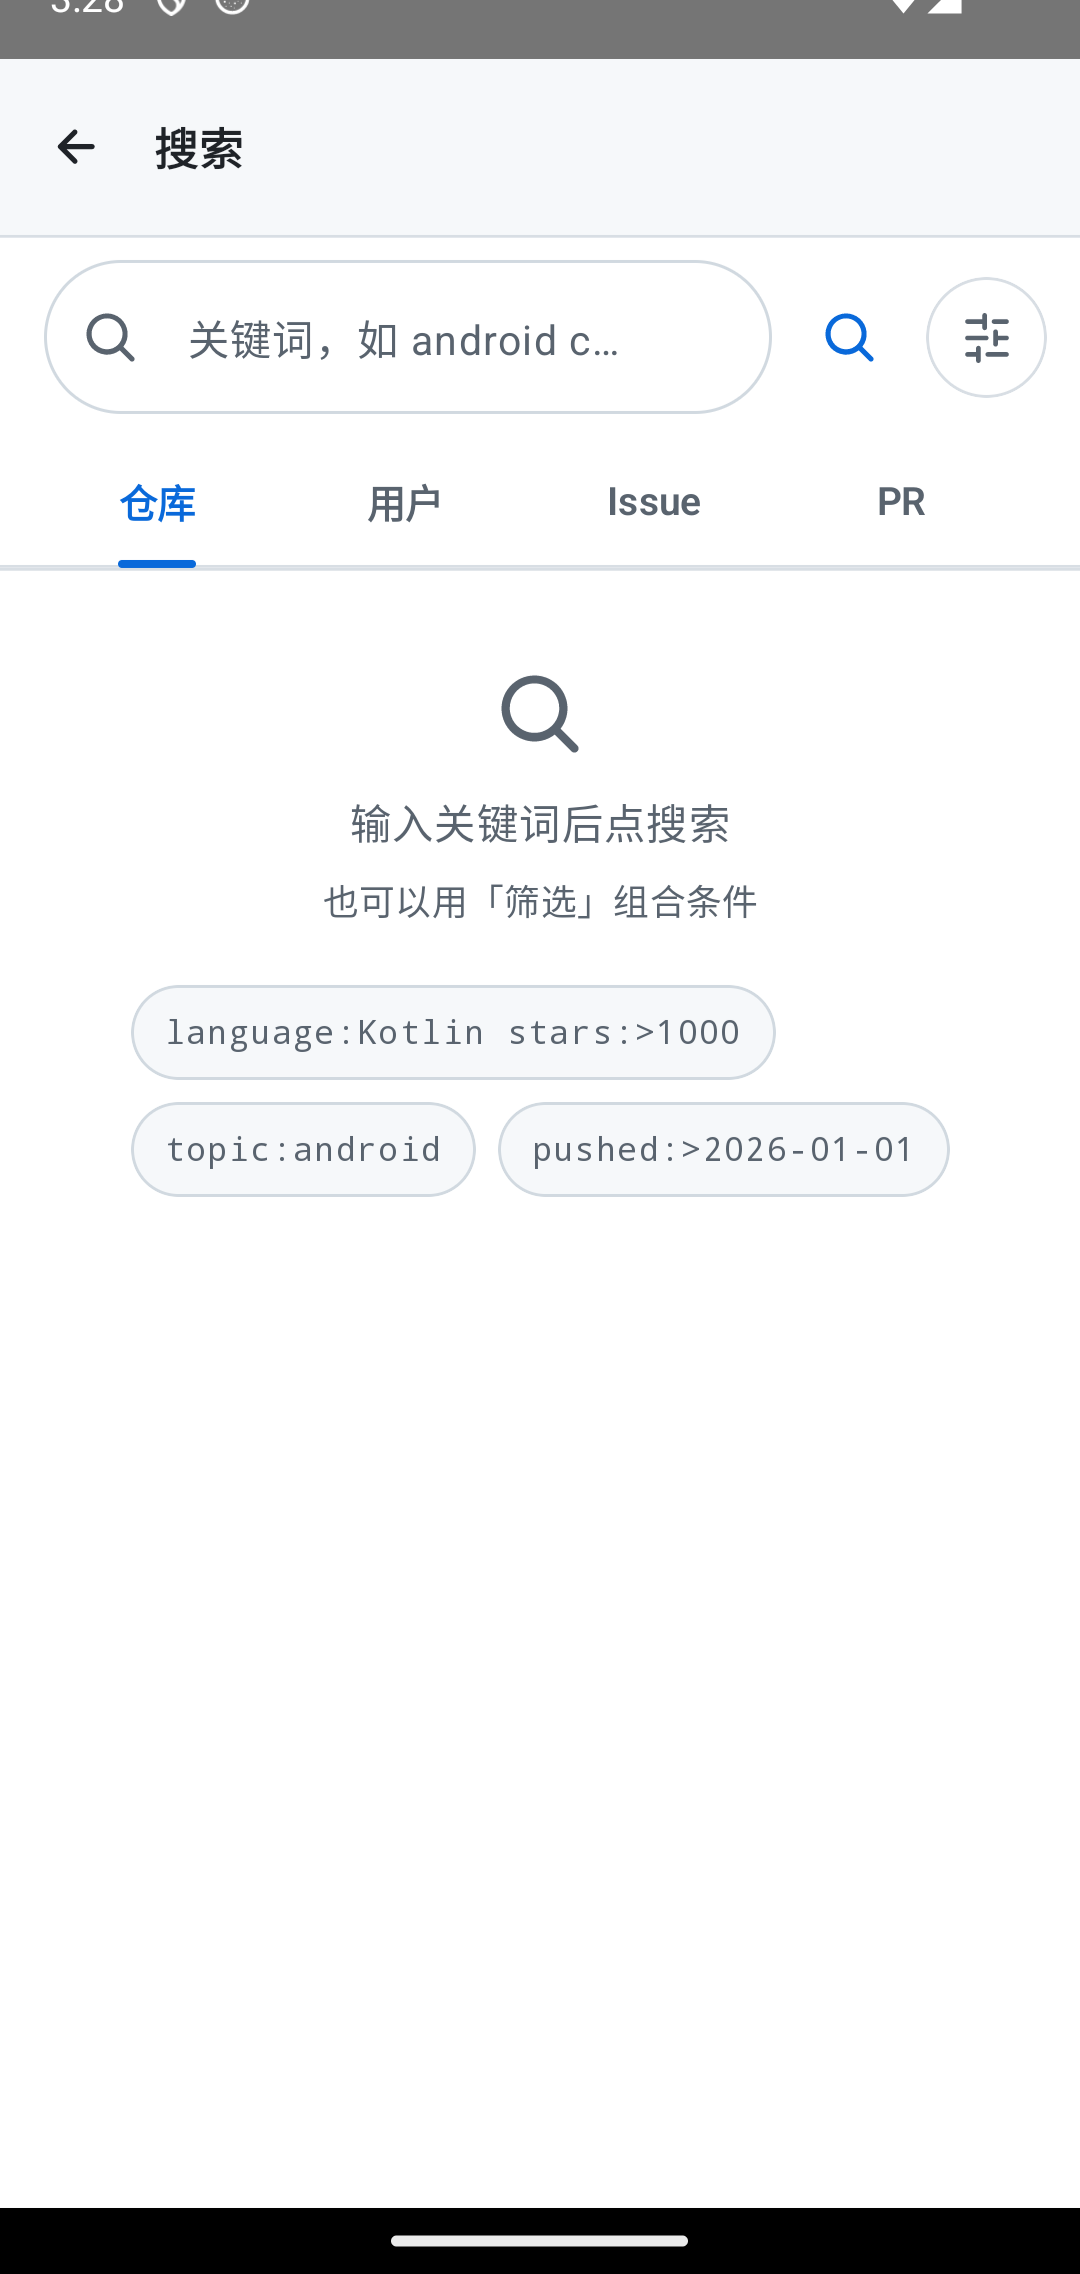 3:28
搜索
关键词，如 android c...
仓库 用户 Issue PR
输入关键词后点搜索
也可以用「筛选」组合条件
language:Kotlin stars:>1000
topic:android pushed:>2026-01-01